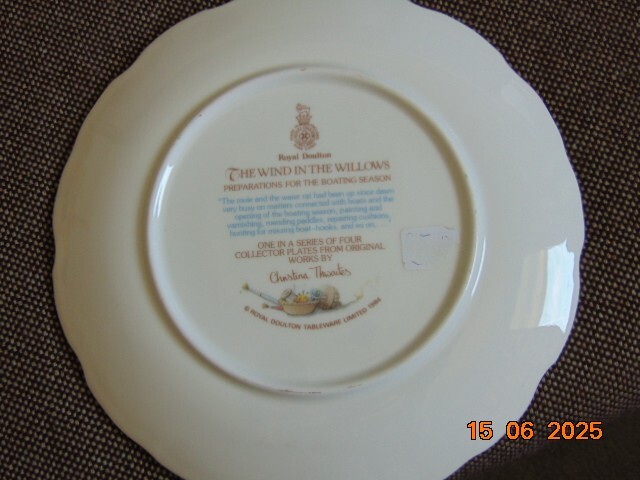 Royal Doulton
THE WIND IN THE WILLOWS
PREPARATIONS FOR THE BOATING SEASON
"The mole and the water rat had been up since dawn
very busy on matters connected with boats and the
opening of the boating season; painting and
varnishing, mending paddles, repairing cushions,
hunting for missing boat-hooks, and so on.
ONE IN A SERIES OF FOUR
COLLECTOR PLATES FROM ORIGINAL
WORKS BY
Christine Thwaites
© ROYAL DOULTON TABLEWARE LIMITED 1984
15 06 2025